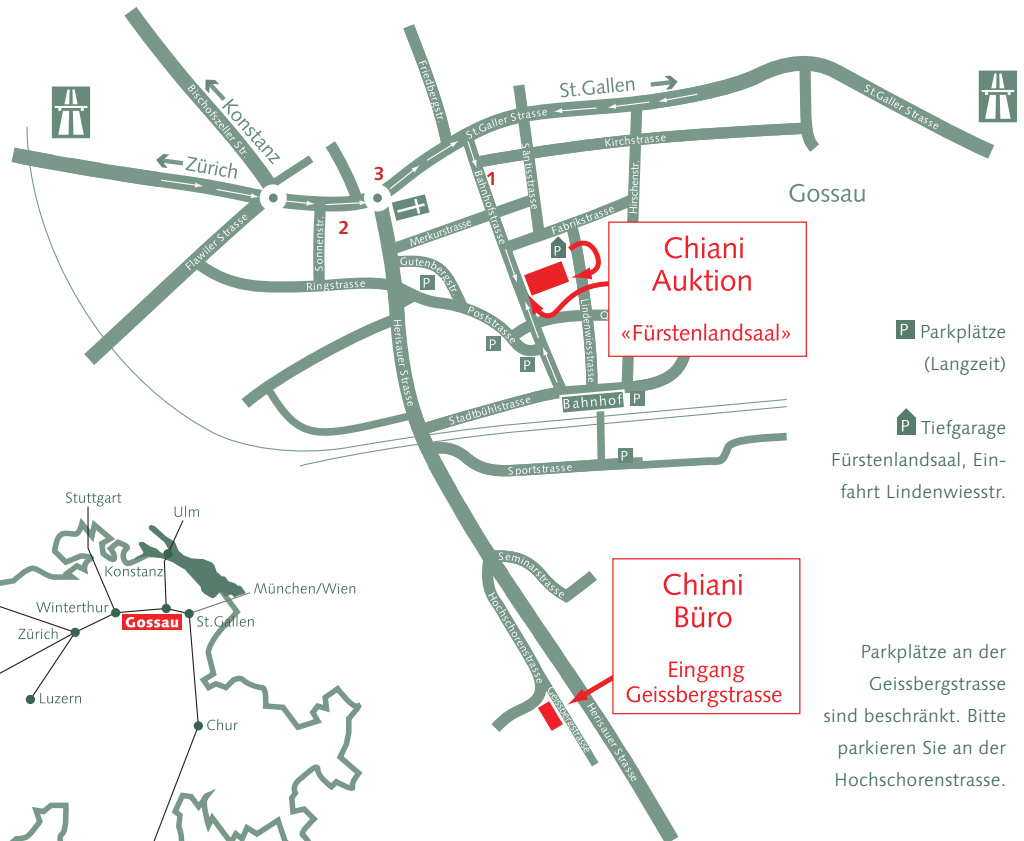 Konstanz
Bischofszeller Str.
Zürich
Friedbergstr.
St.Gallen
St.Galler Strasse
St.Galler Strasse
Kirchstrasse
Säntisstrasse
Hirschenstr.
3
1
2
Bahnhofstrasse
Gossau
Merkurstrasse
Fabrikstrasse
Flawiler Strasse
Sonnenstr.
Gutenbergstr.
Ringstrasse
P
P
Poststrasse
P
P
Lindenwiesstrasse
Chiani
Auktion
«Fürstenlandsaal»
P Parkplätze
(Langzeit)
P Tiefgarage
Fürstenlandsaal, Ein-
fahrt Lindenwiesstr.
Herisauer Strasse
Stadtbühlstrasse
Bahnhof
P
P
Sportstrasse
Seminarstrasse
Hochschorenstrasse
Geissbergstrasse
Herisauer Strasse
Chiani
Büro
Eingang
Geissbergstrasse
Parkplätze an der
Geissbergstrasse
sind beschränkt. Bitte
parkieren Sie an der
Hochschorenstrasse.
Stuttgart
Ulm
Konstanz
München/Wien
Winterthur
Gossau
St.Gallen
Zürich
Luzern
Chur